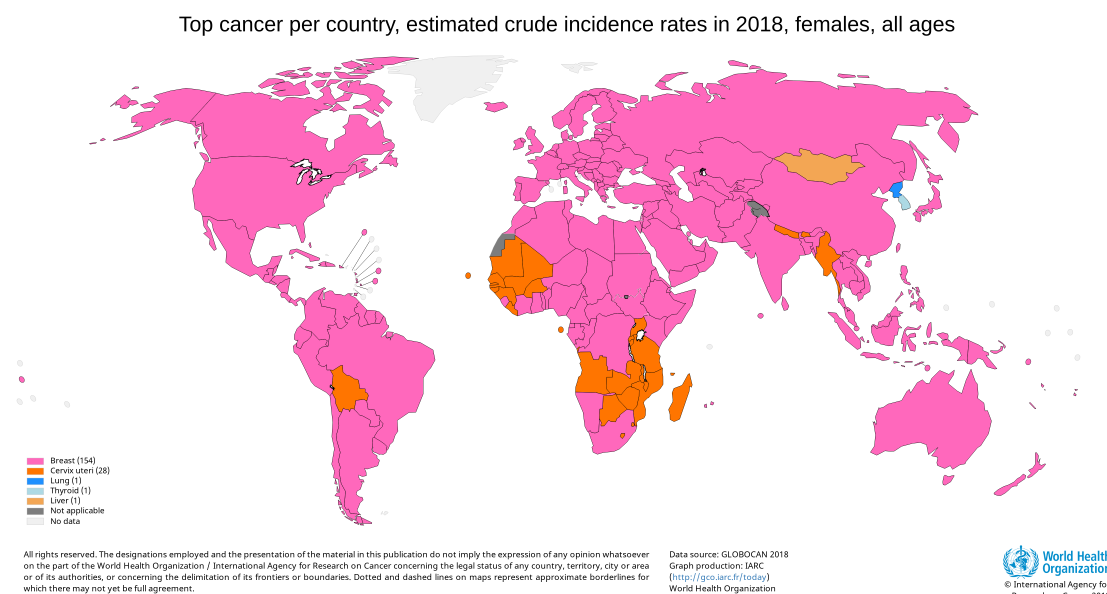 Top cancer per country, estimated crude incidence rates in 2018, females, all ages
Breast (154)
Cervix uteri (28)
Lung (1)
Thyroid (1)
Liver (1)
Not applicable
No data
All rights reserved. The designations employed and the presentation of the material in this publication do not imply the expression of any opinion whatsoever
on the part of the World Health Organization / International Agency for Research on Cancer concerning the legal status of any country, territory, city or area
or of its authorities, or concerning the delimitation of its frontiers or boundaries. Dotted and dashed lines on maps represent approximate borderlines for
which there may not yet be full agreement.
Data source: GLOBOCAN 2018
Graph production: IARC
(http://gco.iarc.fr/today)
World Health Organization
World Health
Organization
© International Agency fo